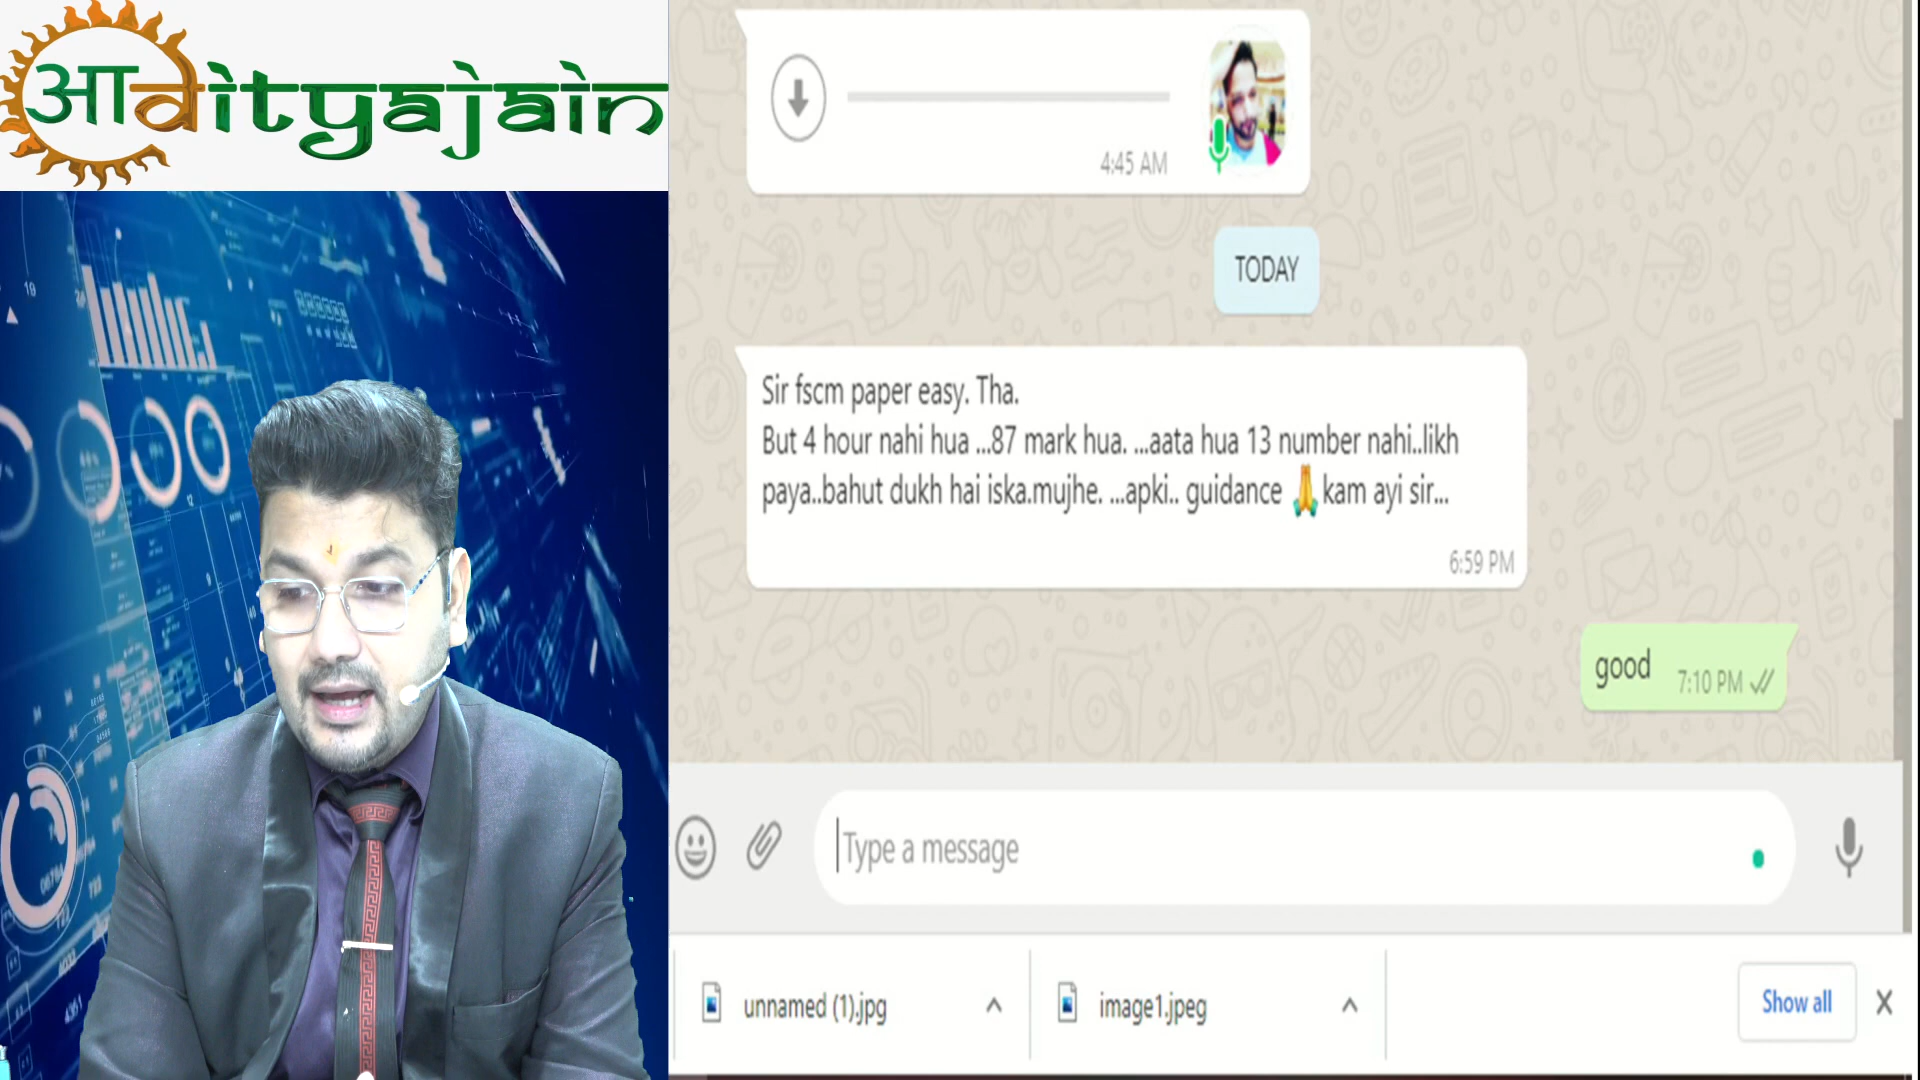 आdityajain
4:45 AM
TODAY
Sir fscm paper easy. Tha.
But 4 hour nahi hua ...87 mark hua. ...aata hua 13 number nahi..likh
paya..bahut dukh hai iska.mujhe. ...apki.. guidance 🙏 kam ayi sir...
6:59 PM
good 7:10 PM
Type a message
unnamed (1).jpg
image1.jpeg
Show all